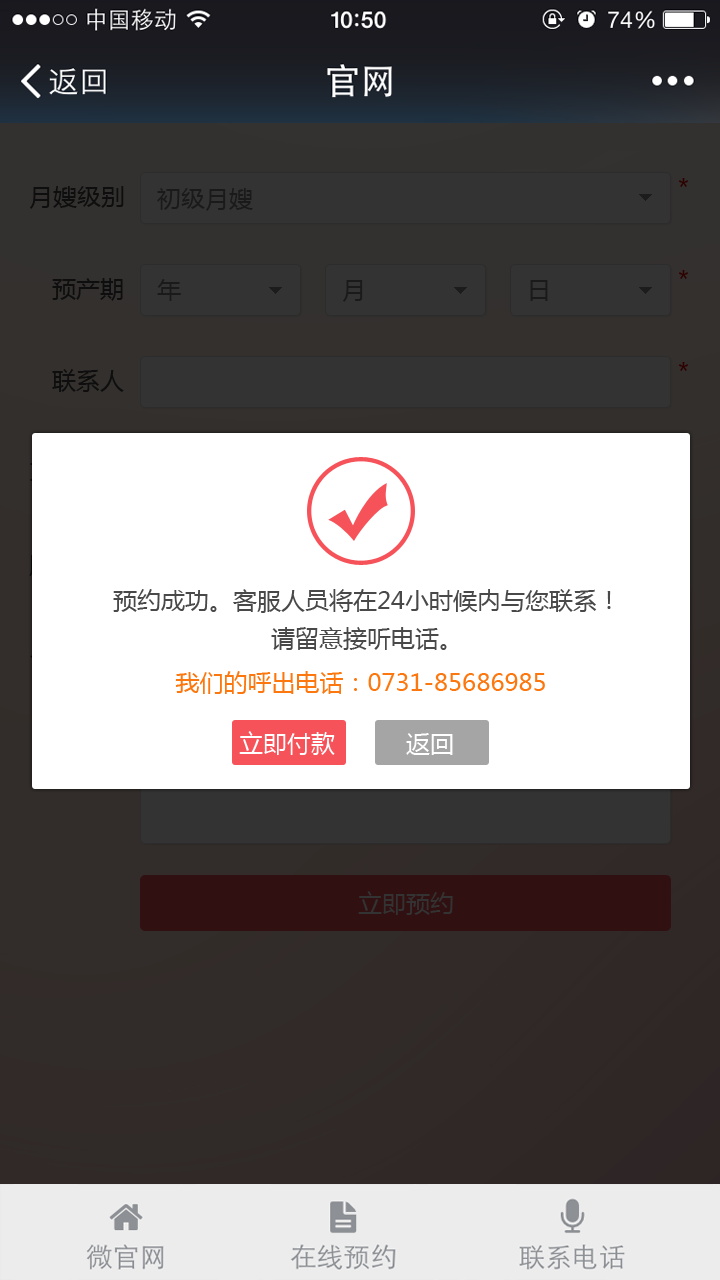 中国移动 10:50 74%
返回 官网
月嫂级别 初级月嫂 *
预产期 年 月 日 *
联系人 *
预约成功。客服人员将在24小时候内与您联系！
请留意接听电话。
我们的呼出电话：0731-85686985
立即付款 返回
立即预约
微官网 在线预约 联系电话